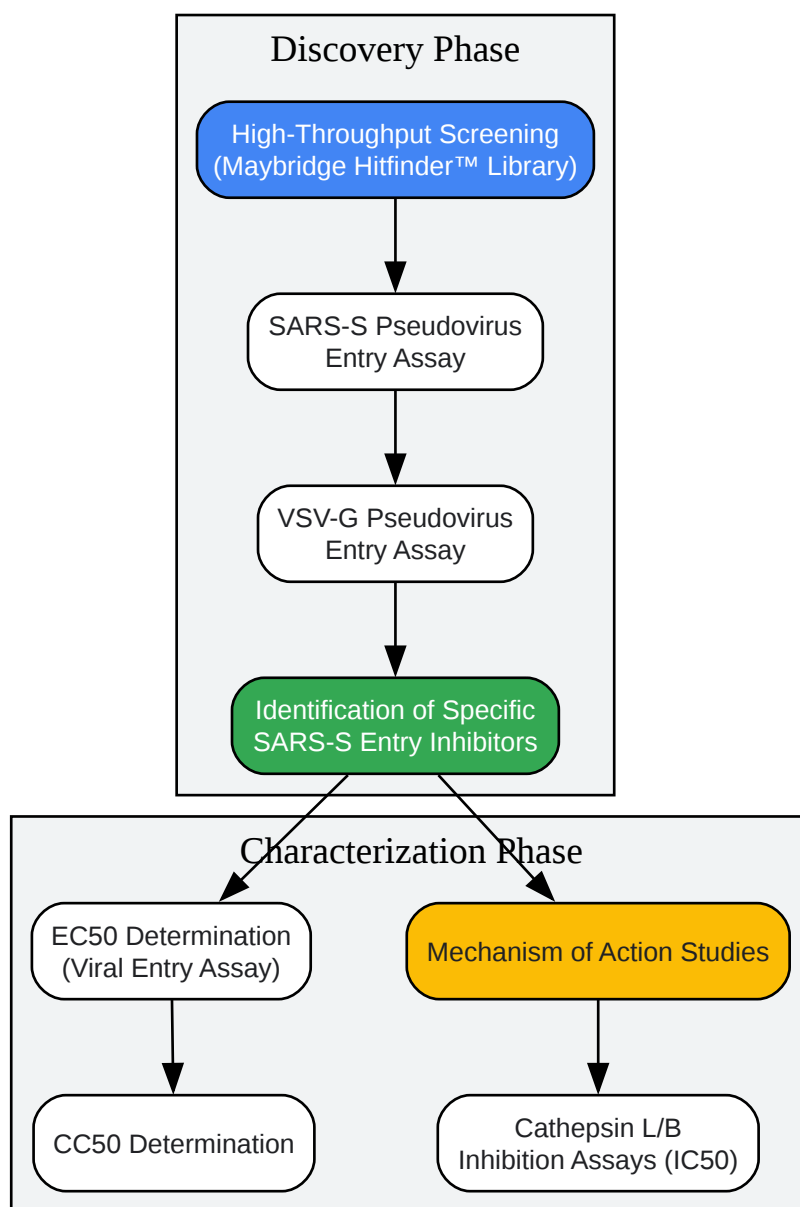 Discovery Phase
High-Throughput Screening
(Maybridge Hitfinder™ Library)
SARS-S Pseudovirus
Entry Assay
VSV-G Pseudovirus
Entry Assay
Identification of Specific
SARS-S Entry Inhibitors
Characterization Phase
EC50 Determination
(Viral Entry Assay)
Mechanism of Action Studies
CC50 Determination
Cathepsin L/B
Inhibition Assays (IC50)